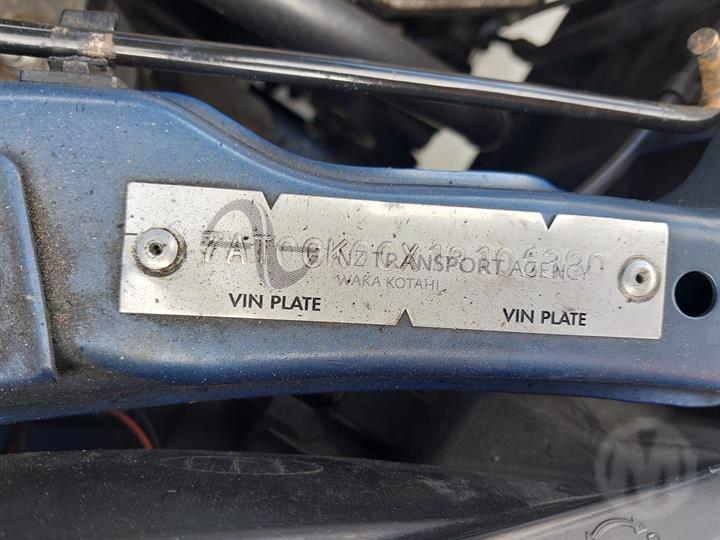 NZ TRANSPORT AGENCY
WAKA KOTAHI
VIN PLATE
VIN PLATE
M